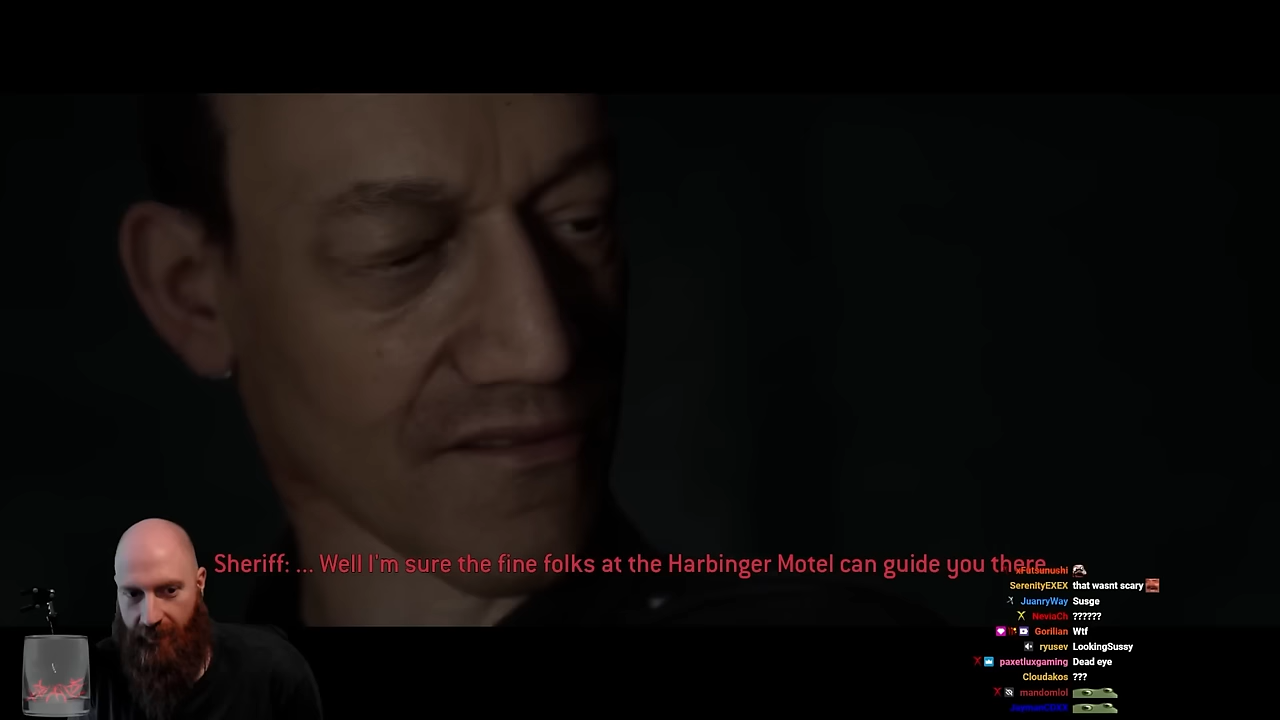 Sheriff: ... Well I'm sure the fine folks at the Harbinger Motel can guide you there
xFutsunushi
SerenityEXEX that wasnt scary
JuanryWay Susge
NeviaCh ??????
Gorilian Wtf
ryusev LookingSussy
paxetluxgaming Dead eye
Cloudakos ???
mandomlol